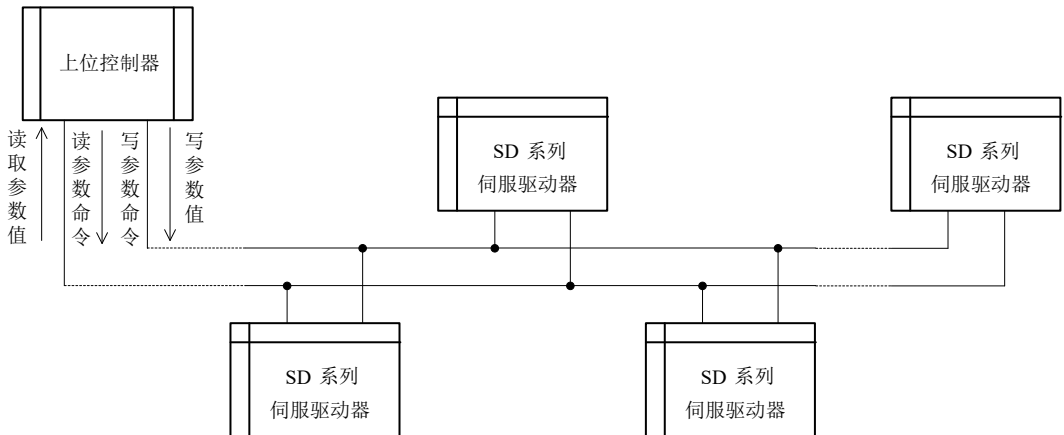 上位控制器
读取参数值
读参数命令
写参数命令
写参数值
SD 系列
伺服驱动器
SD 系列
伺服驱动器
SD 系列
伺服驱动器
SD 系列
伺服驱动器